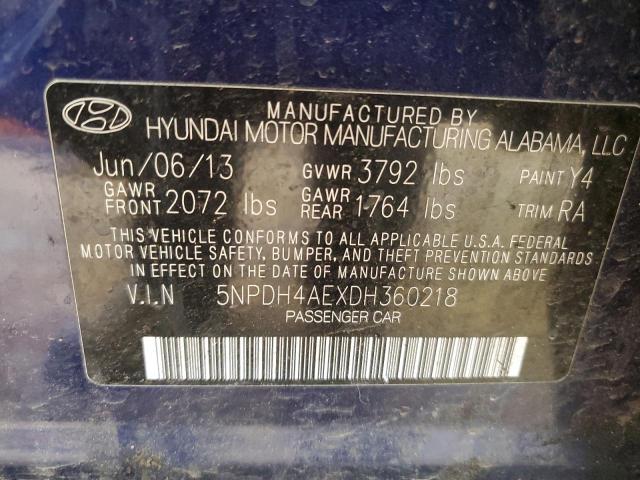 MANUFACTURED BY
HYUNDAI MOTOR MANUFACTURING ALABAMA, LLC
Jun/06/13 GVWR 3792 lbs PAINT Y4
GAWR FRONT 2072 lbs GAWR REAR 1764 lbs TRIM RA
THIS VEHICLE CONFORMS TO ALL APPLICABLE U.S.A. FEDERAL
MOTOR VEHICLE SAFETY, BUMPER, AND THEFT PREVENTION STANDARDS
IN EFFECT ON THE DATE OF MANUFACTURE SHOWN ABOVE.
V.I.N 5NPDH4AEXDH360218
PASSENGER CAR